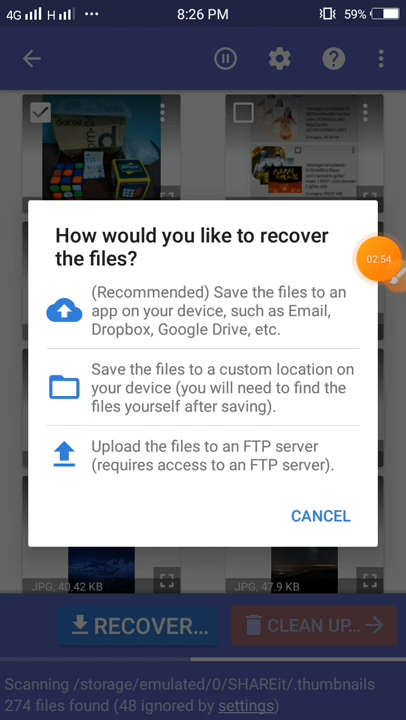 4G H ••• 8:26 PM 59%
How would you like to recover
the files?
(Recommended) Save the files to an
app on your device, such as Email,
Dropbox, Google Drive, etc.
02:54
Save the files to a custom location on
your device (you will need to find the
files yourself after saving).
Upload the files to an FTP server
(requires access to an FTP server).
CANCEL
JPG, 40.42 KB
JPG, 47.9 KB
RECOVER...
CLEAN UP...
Scanning /storage/emulated/0/SHAREit/.thumbnails
274 files found (48 ignored by settings)